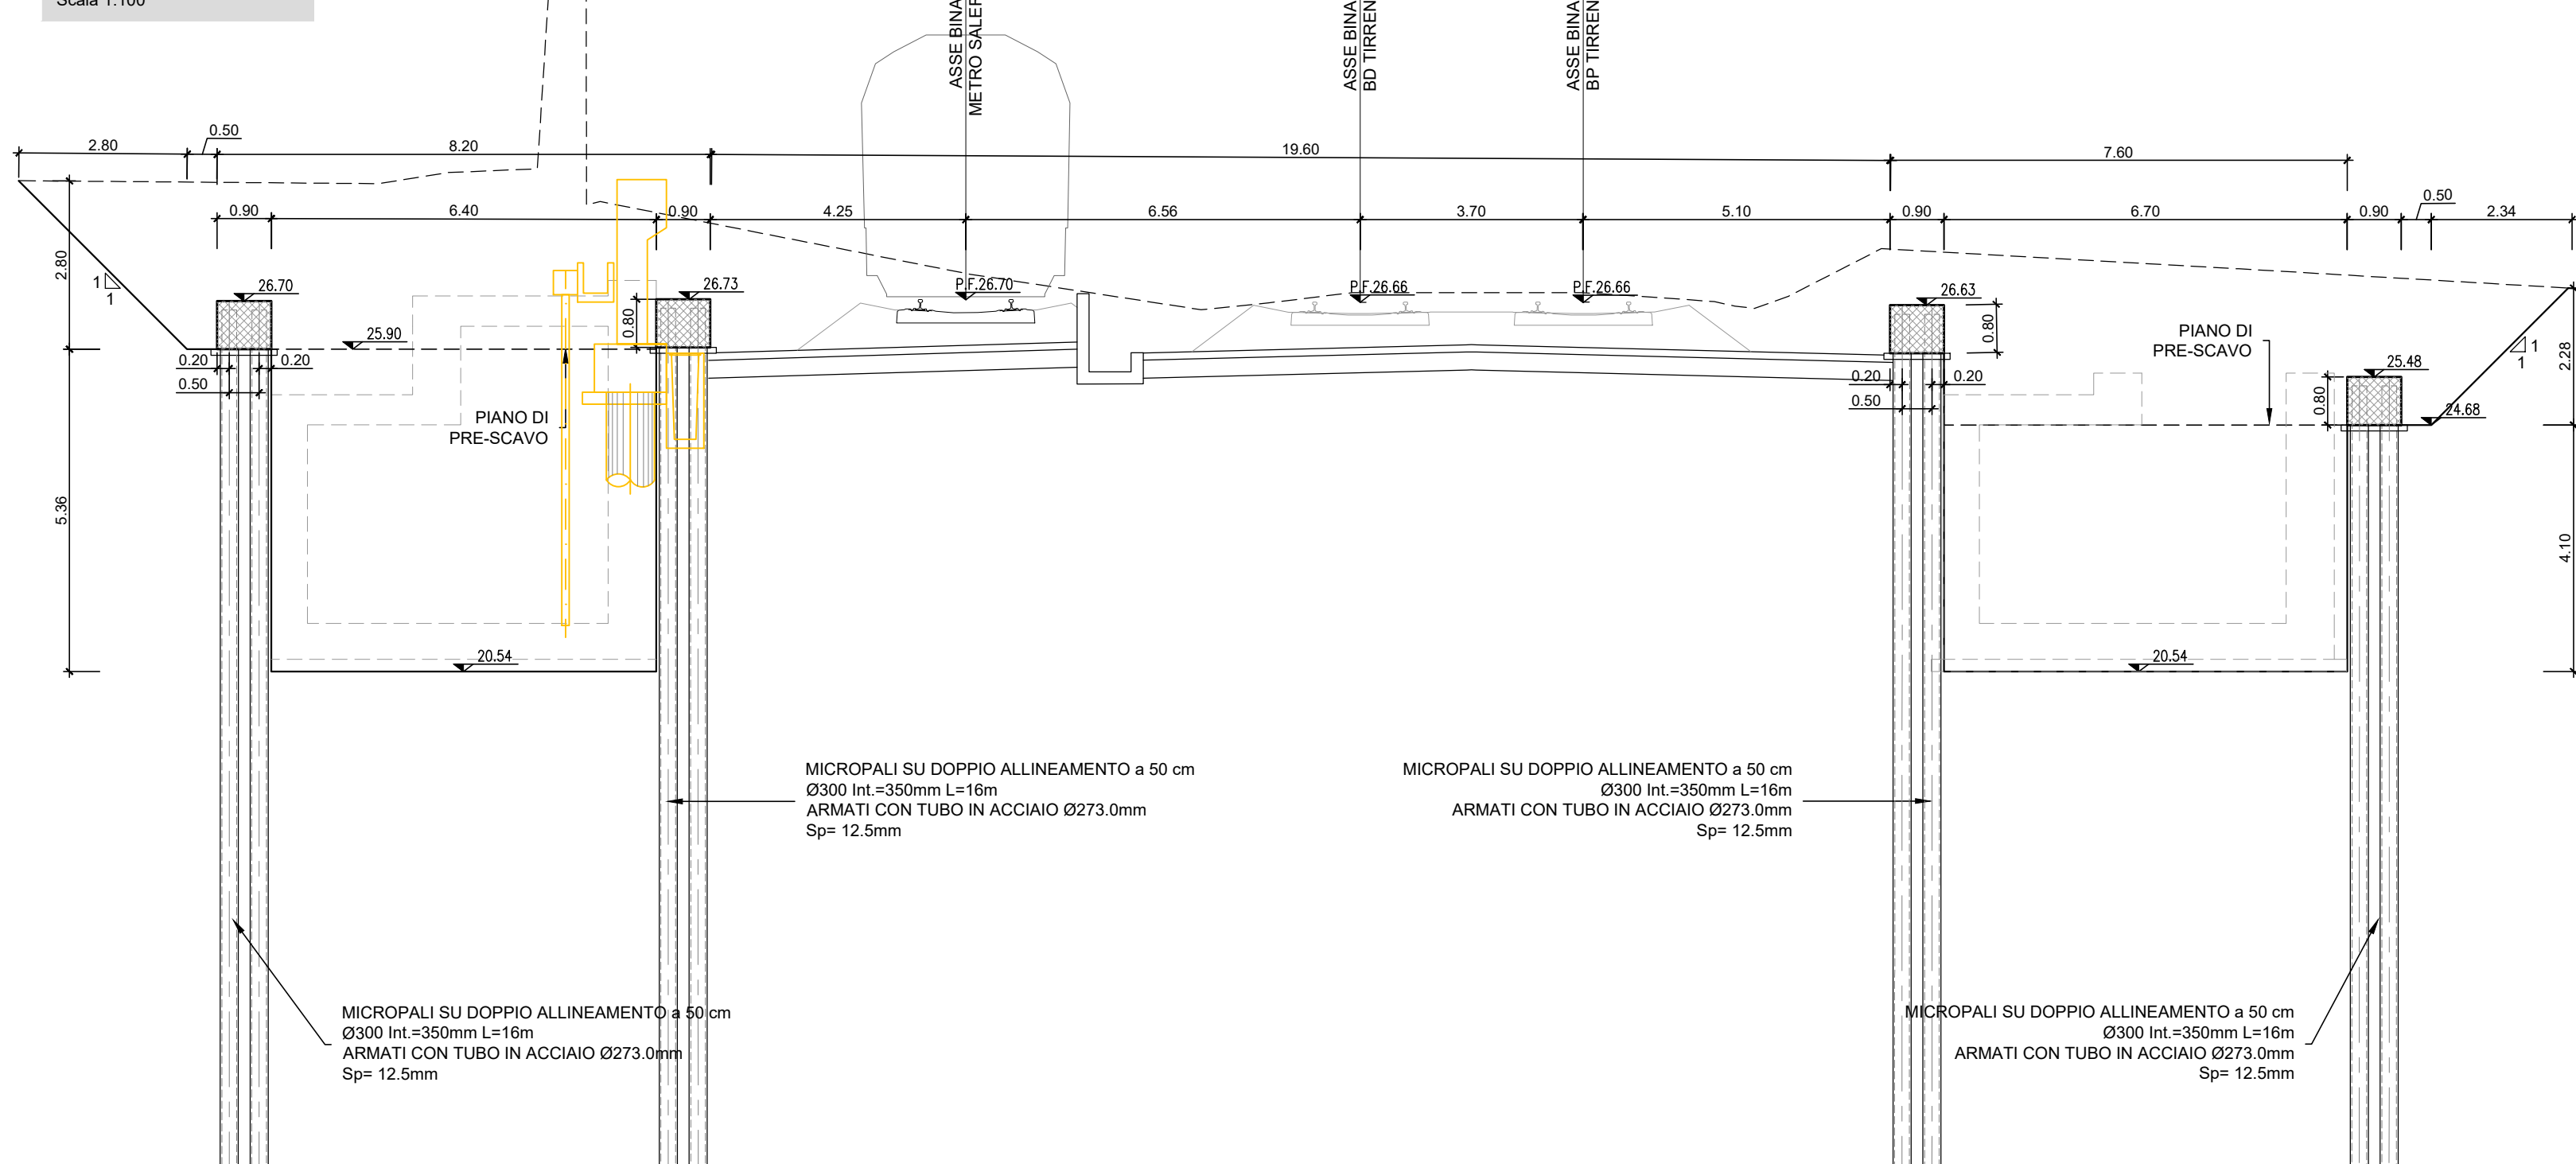 Scala 1:100
ASSE BINA
METRO SALER
ASSE BINA
BD TIRREN
ASSE BINA
BP TIRREN
2.80
0.50
8.20
19.60
7.60
0.90
6.40
0.90
4.25
6.56
3.70
5.10
0.90
6.70
0.90
0.50
2.34
2.80
1
1
26.70
26.73
P.F.26.70
P.F.26.66
P.F.26.66
26.63
0.80
0.80
25.90
PIANO DI
PRE-SCAVO
1
1
2.28
0.20
0.20
0.50
0.20
0.20
0.50
25.48
0.80
24.68
PIANO DI
PRE-SCAVO
5.36
4.10
20.54
20.54
MICROPALI SU DOPPIO ALLINEAMENTO a 50 cm
Ø300 Int.=350mm L=16m
ARMATI CON TUBO IN ACCIAIO Ø273.0mm
Sp= 12.5mm
MICROPALI SU DOPPIO ALLINEAMENTO a 50 cm
Ø300 Int.=350mm L=16m
ARMATI CON TUBO IN ACCIAIO Ø273.0mm
Sp= 12.5mm
MICROPALI SU DOPPIO ALLINEAMENTO a 50 cm
Ø300 Int.=350mm L=16m
ARMATI CON TUBO IN ACCIAIO Ø273.0mm
Sp= 12.5mm
MICROPALI SU DOPPIO ALLINEAMENTO a 50 cm
Ø300 Int.=350mm L=16m
ARMATI CON TUBO IN ACCIAIO Ø273.0mm
Sp= 12.5mm